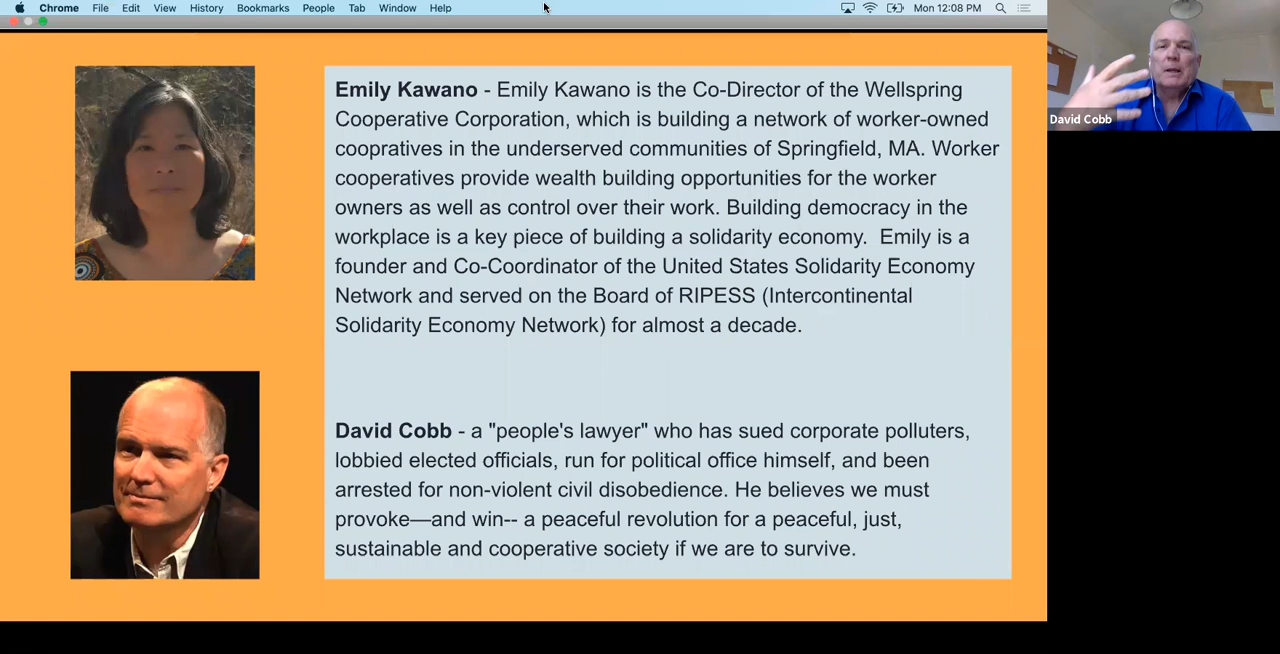 Chrome File Edit View History Bookmarks People Tab Window Help Mon 12:08 PM
David Cobb
Emily Kawano - Emily Kawano is the Co-Director of the Wellspring
Cooperative Corporation, which is building a network of worker-owned
coopratives in the underserved communities of Springfield, MA. Worker
cooperatives provide wealth building opportunities for the worker
owners as well as control over their work. Building democracy in the
workplace is a key piece of building a solidarity economy.  Emily is a
founder and Co-Coordinator of the United States Solidarity Economy
Network and served on the Board of RIPESS (Intercontinental
Solidarity Economy Network) for almost a decade.
David Cobb - a "people's lawyer" who has sued corporate polluters,
lobbied elected officials, run for political office himself, and been
arrested for non-violent civil disobedience. He believes we must
provoke—and win-- a peaceful revolution for a peaceful, just,
sustainable and cooperative society if we are to survive.